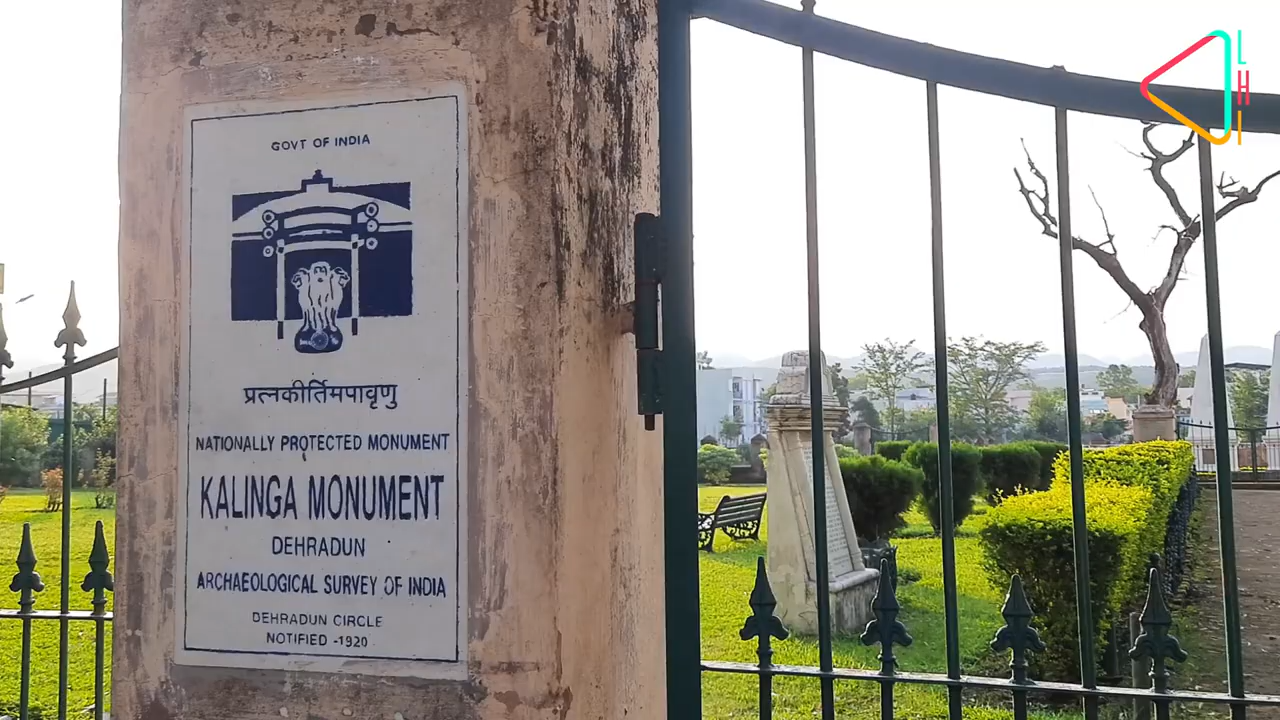 GOVT OF INDIA
प्रत्नकीर्तिमपावृणु
NATIONALLY PROTECTED MONUMENT
KALINGA MONUMENT
DEHRADUN
ARCHAEOLOGICAL SURVEY OF INDIA
DEHRADUN CIRCLE
NOTIFIED -1920
LHI